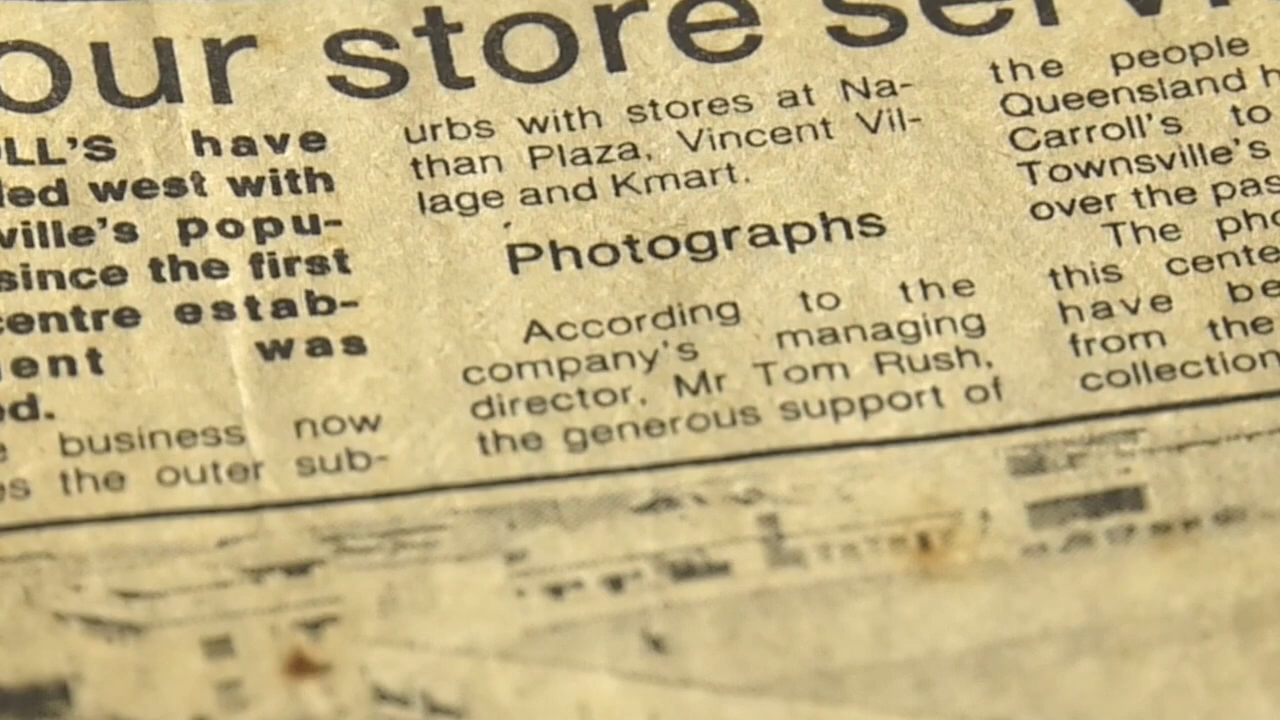 our store servi
LL'S have
led west with
ville's popu-
since the first
centre estab-
ent was
ed.
business now
es the outer sub-
urbs with stores at Na-
than Plaza, Vincent Vil-
lage and Kmart.
Photographs
According to the
company's managing
director, Mr Tom Rush,
the generous support of
the people
Queensland h
Carroll's to
Townsville's
over the pas
The pho
this cente
have be
from the
collection